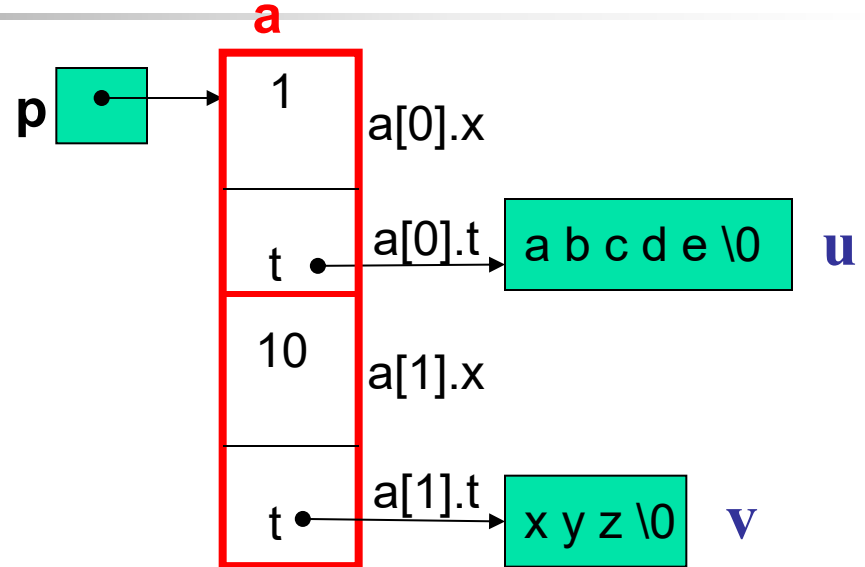 a
p
1
a[0].x
t
a[0].t
a b c d e \0
u
10
a[1].x
t
a[1].t
x y z \0
v